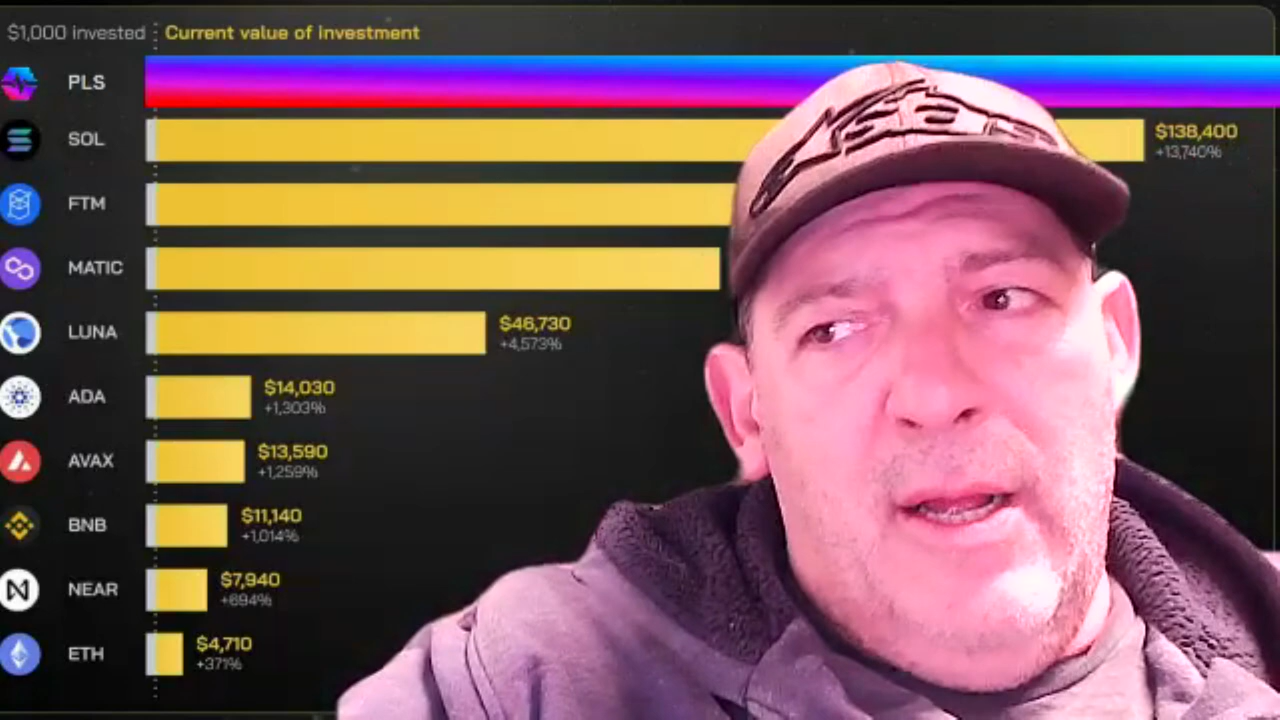 $1,000 invested Current value of investment
PLS
SOL $138,400
+13,740%
FTM
MATIC
LUNA $46,730
+4,573%
ADA $14,030
+1,303%
AVAX $13,590
+1,259%
BNB $11,140
+1,014%
NEAR $7,940
+694%
ETH $4,710
+371%